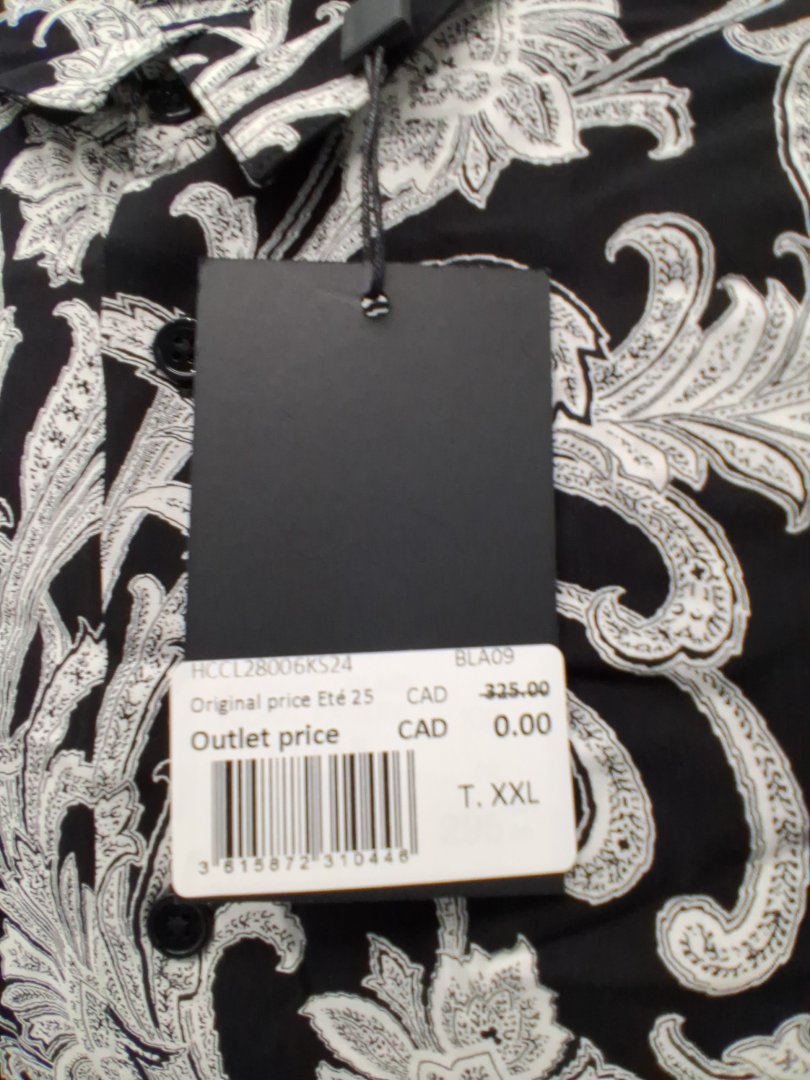 HCCL28006KS24 BLA09
Original price Eté 25 CAD 325.00
Outlet price CAD 0.00
T. XXL
3 615872 310446